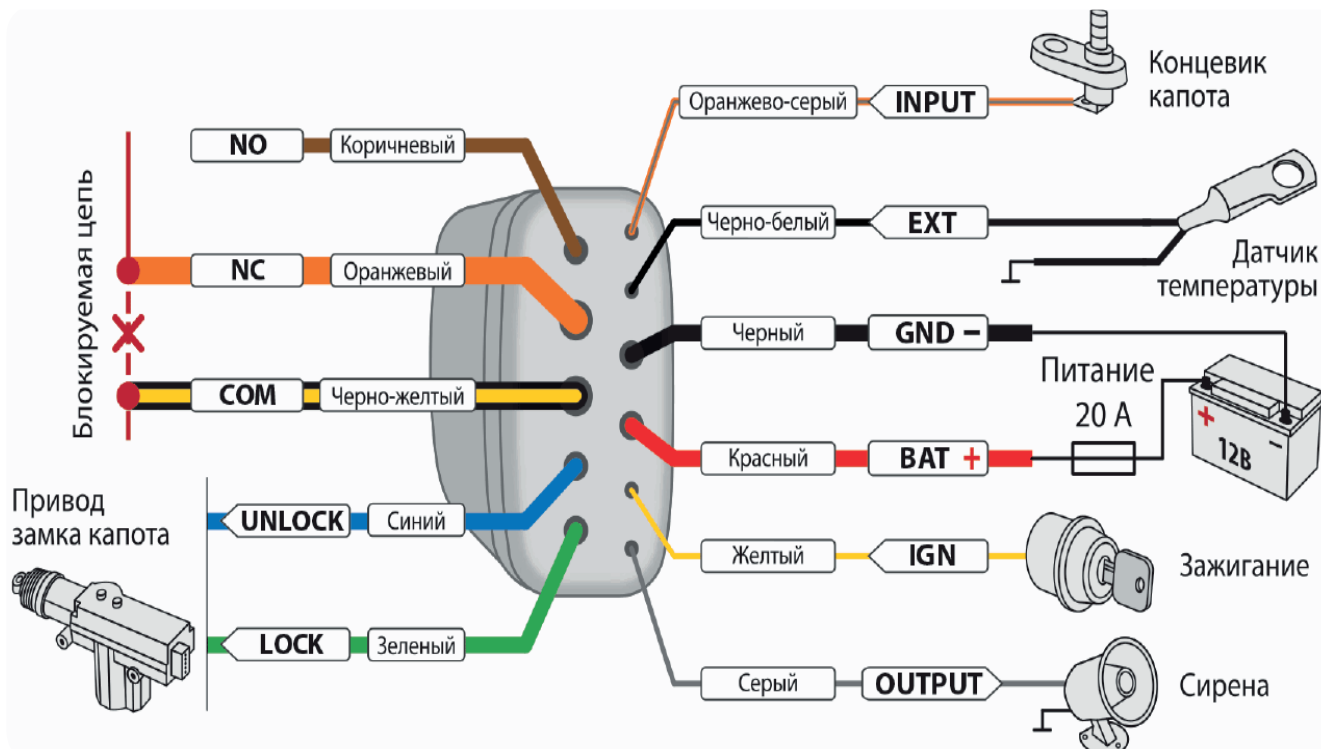 Оранжево-серый
INPUT
Концевик
капота
NO
Коричневый
Черно-белый
EXT
Датчик
температуры
Блокируемая цепь
NC
Оранжевый
Черный
GND −
Питание
20 А
COM
Черно-желтый
Красный
BAT +
+ −
12В
Привод
замка капота
UNLOCK
Синий
Желтый
IGN
Зажигание
LOCK
Зеленый
Серый
OUTPUT
Сирена